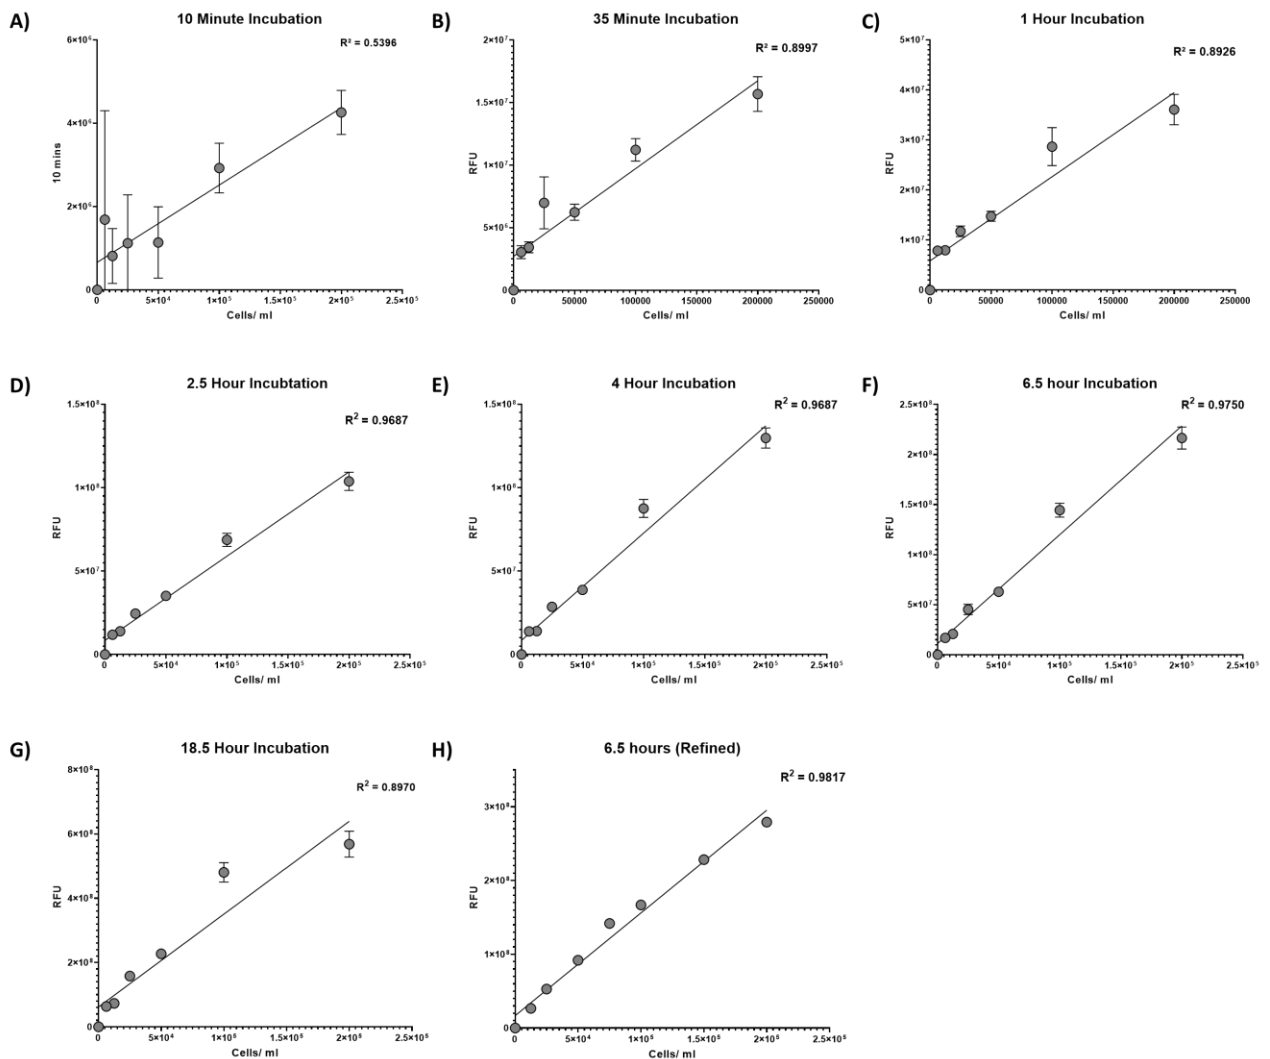 A)
10 Minute Incubation
R² = 0.5396
6×10⁶
4×10⁶
2×10⁶
0
10 mins
0 5×10⁴ 1×10⁵ 1.5×10⁵ 2×10⁵ 2.5×10⁵
Cells/ ml
B)
35 Minute Incubation
R² = 0.8997
2×10⁷
1.5×10⁷
1×10⁷
5×10⁶
0
RFU
0 50000 100000 150000 200000 250000
Cells/ ml
C)
1 Hour Incubation
R² = 0.8926
5×10⁷
4×10⁷
3×10⁷
2×10⁷
1×10⁷
0
RFU
0 50000 100000 150000 200000 250000
Cells/ ml
D)
2.5 Hour Incubtation
R² = 0.9687
1.5×10⁸
1×10⁸
5×10⁷
0
RFU
0 5×10⁴ 1×10⁵ 1.5×10⁵ 2×10⁵ 2.5×10⁵
Cells/ ml
E)
4 Hour Incubation
R² = 0.9687
1.5×10⁸
1×10⁸
5×10⁷
0
RFU
0 5×10⁴ 1×10⁵ 1.5×10⁵ 2×10⁵ 2.5×10⁵
Cells/ ml
F)
6.5 hour Incubation
R² = 0.9750
2.5×10⁸
2×10⁸
1.5×10⁸
1×10⁸
5×10⁷
0
RFU
0 5×10⁴ 1×10⁵ 1.5×10⁵ 2×10⁵ 2.5×10⁵
Cells/ ml
G)
18.5 Hour Incubation
R² = 0.8970
8×10⁸
6×10⁸
4×10⁸
2×10⁸
0
RFU
0 5×10⁴ 1×10⁵ 1.5×10⁵ 2×10⁵ 2.5×10⁵
Cells/ ml
H)
6.5 hours (Refined)
R² = 0.9817
3×10⁸
2×10⁸
1×10⁸
0
RFU
0 5×10⁴ 1×10⁵ 1.5×10⁵ 2×10⁵ 2.5×10⁵
Cells/ ml